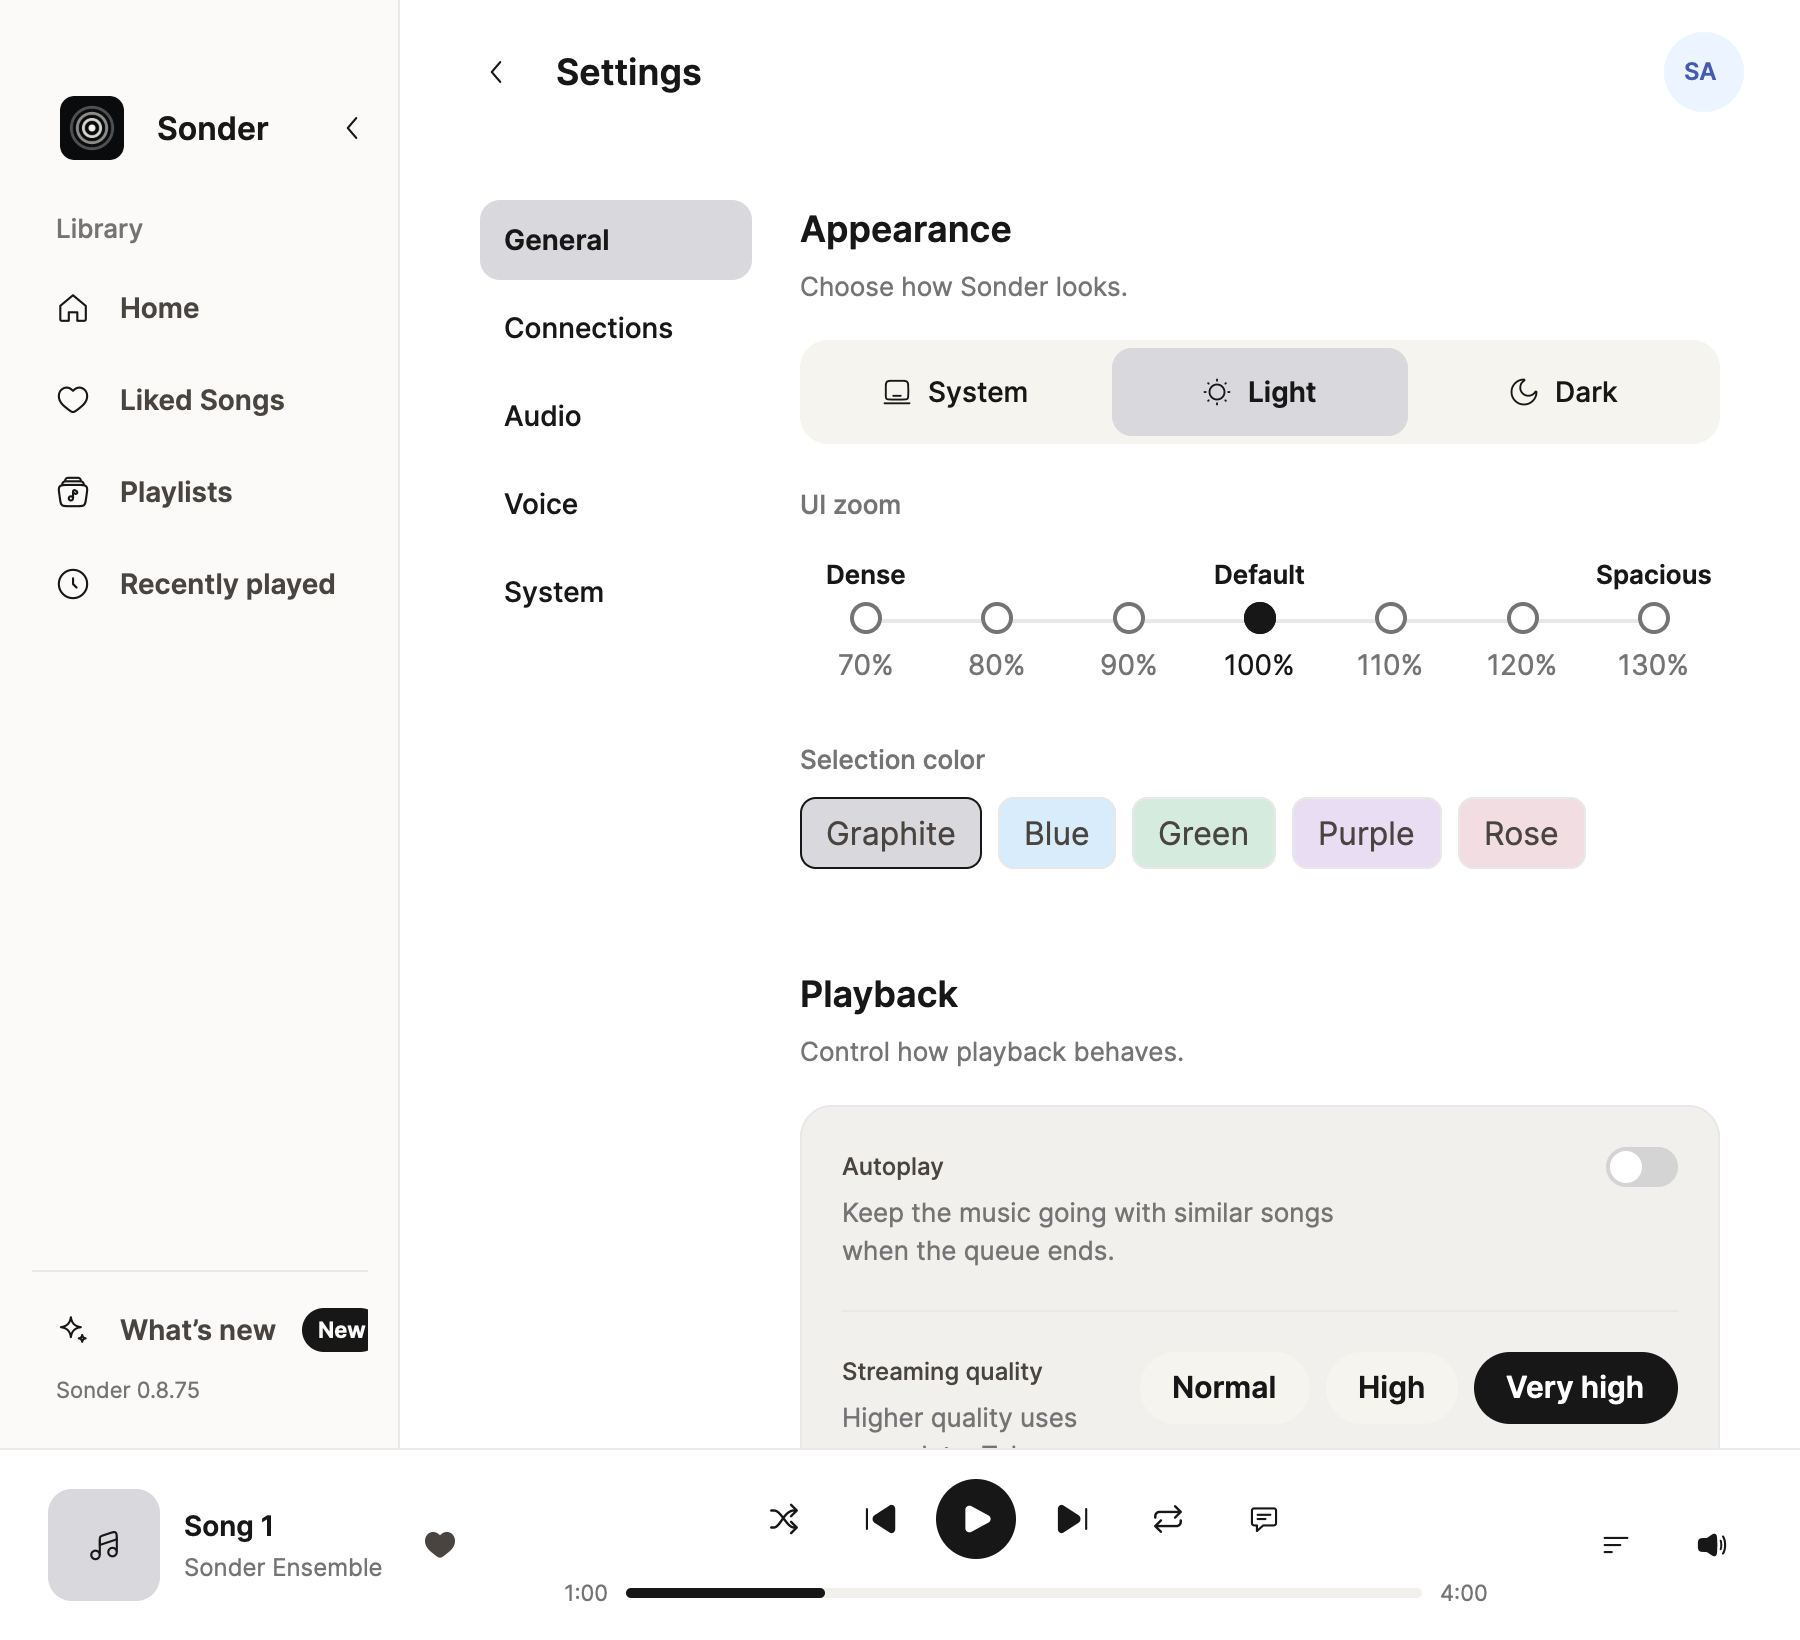 Sonder
Library
Home
Liked Songs
Playlists
Recently played
What’s new New
Sonder 0.8.75
Settings
SA
General
Connections
Audio
Voice
System
Appearance
Choose how Sonder looks.
System Light Dark
UI zoom
Dense Default Spacious
70% 80% 90% 100% 110% 120% 130%
Selection color
Graphite Blue Green Purple Rose
Playback
Control how playback behaves.
Autoplay
Keep the music going with similar songs
when the queue ends.
Streaming quality
Higher quality uses
Normal High Very high
Song 1
Sonder Ensemble
1:00 4:00